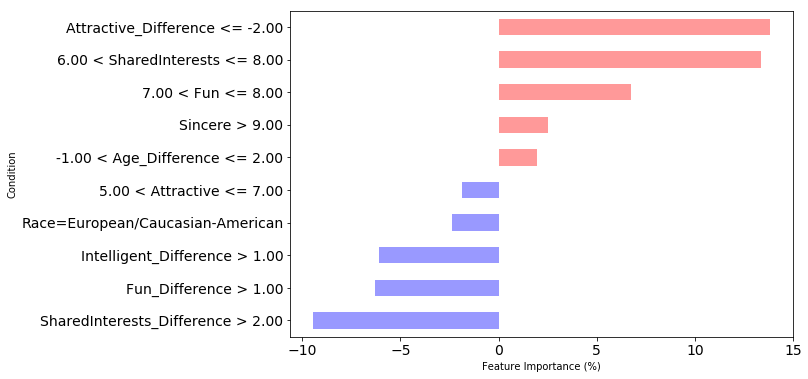 Attractive_Difference <= -2.00
6.00 < SharedInterests <= 8.00
7.00 < Fun <= 8.00
Sincere > 9.00
-1.00 < Age_Difference <= 2.00
5.00 < Attractive <= 7.00
Race=European/Caucasian-American
Intelligent_Difference > 1.00
Fun_Difference > 1.00
SharedInterests_Difference > 2.00
Condition
−10 −5 0 5 10 15
Feature Importance (%)